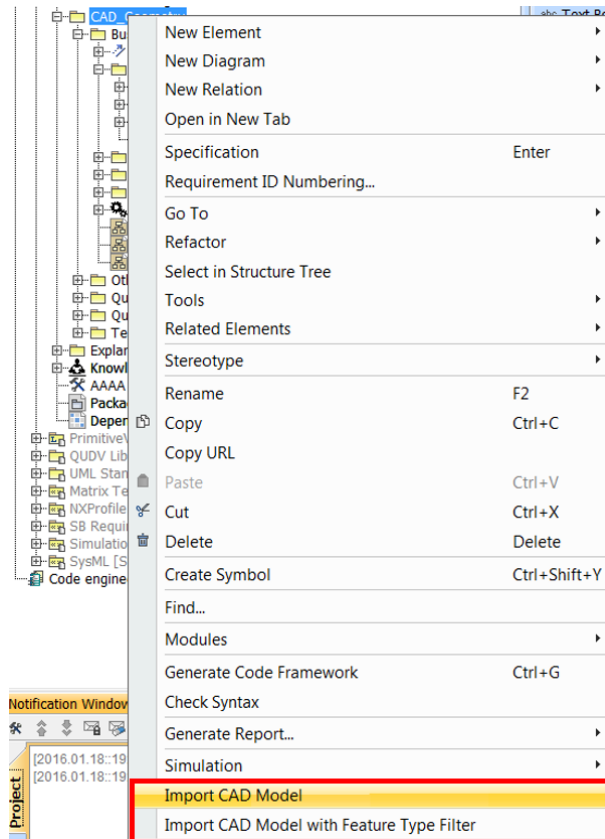 CAD_Geometry
abc Text Bo
Bu
New Element
New Diagram
New Relation
Open in New Tab
Specification Enter
Requirement ID Numbering...
Go To
Refactor
Select in Structure Tree
Ot
Tools
Qu
Qu
Related Elements
Te
Explan
Stereotype
Knowl
AAAA
Rename F2
Packa
Depen
Copy Ctrl+C
PrimitiveV
Copy URL
QUDV Lib
UML Stan
Paste Ctrl+V
Matrix Te
NXProfile
Cut Ctrl+X
SB Requi
Simulatio
Delete Delete
SysML [S
Code engine
Create Symbol Ctrl+Shift+Y
Find...
Modules
Generate Code Framework Ctrl+G
Notification Window
Check Syntax
Generate Report...
[2016.01.18::19
Simulation
[2016.01.18::19
Project
Import CAD Model
Import CAD Model with Feature Type Filter